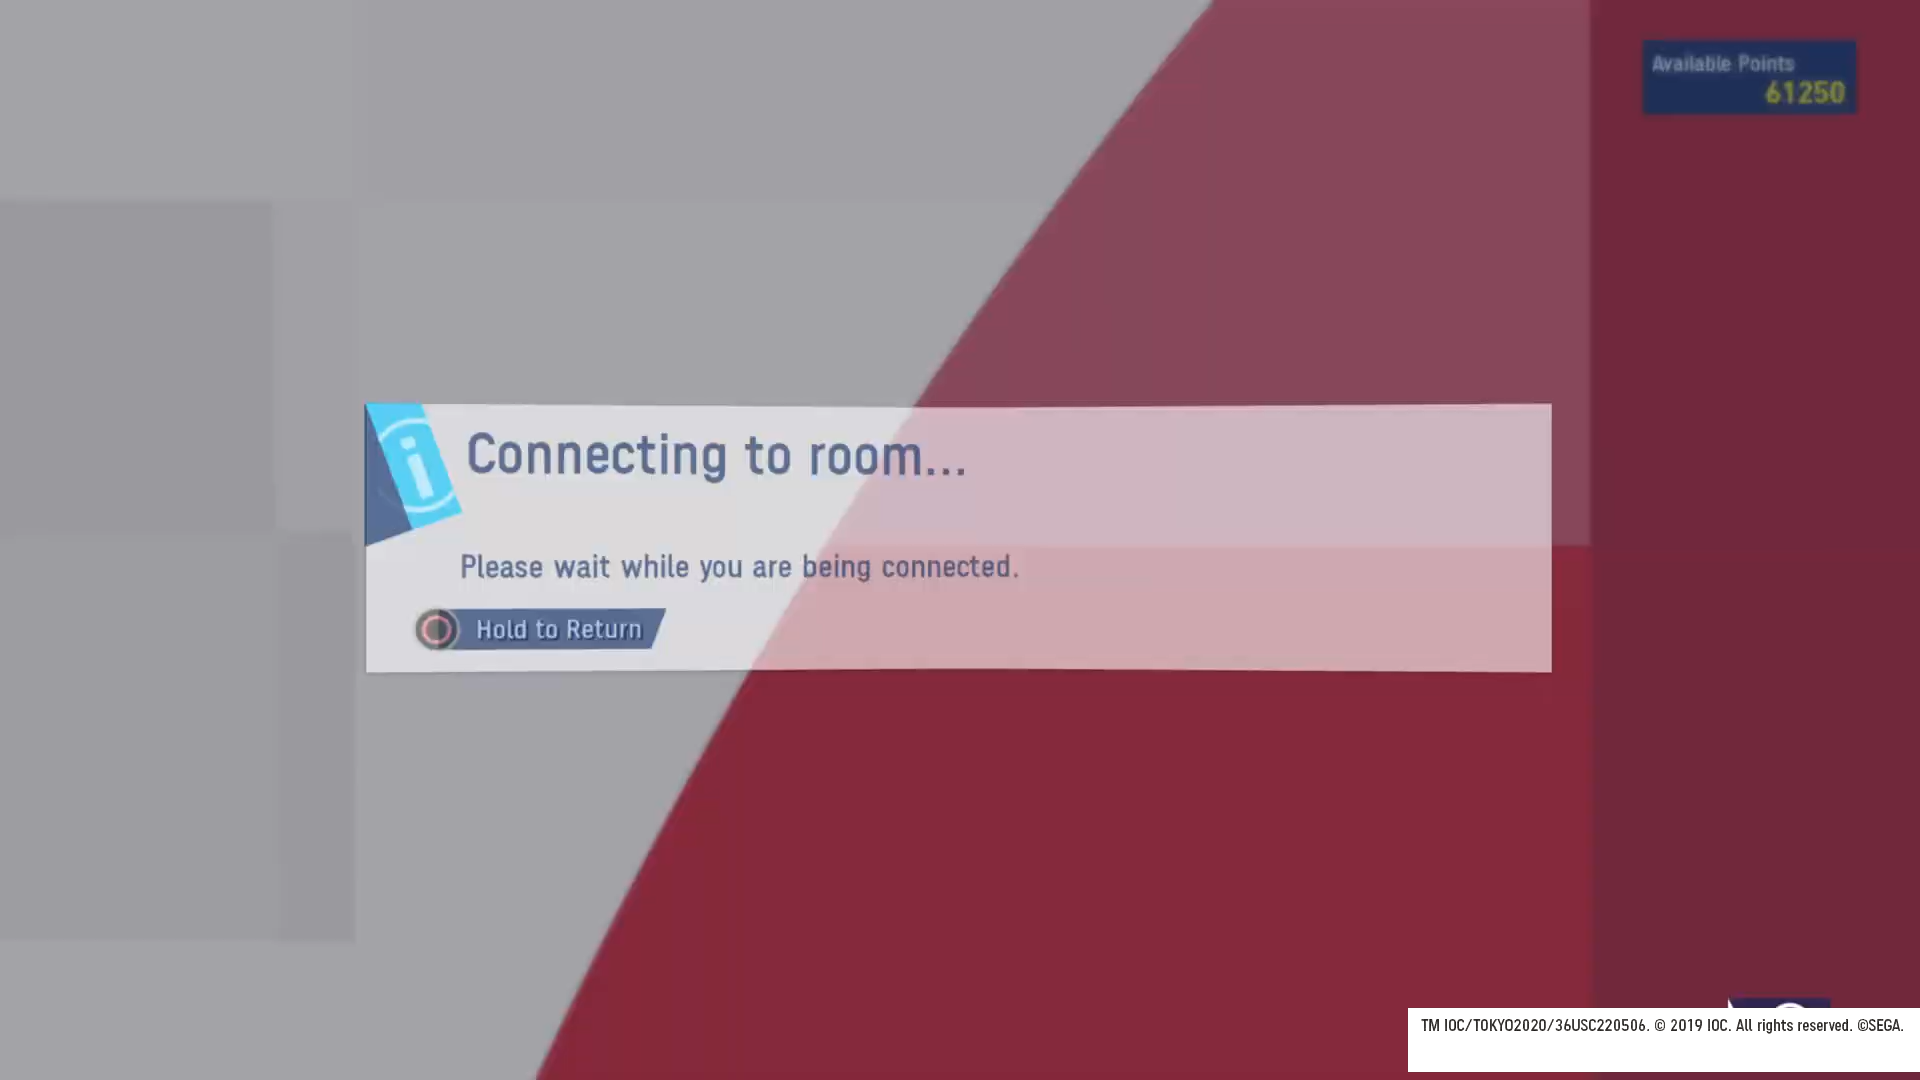 Available Points
61250
Connecting to room...
Please wait while you are being connected.
Hold to Return
TM IOC/TOKYO2020/36USC220506. © 2019 IOC. All rights reserved. ©SEGA.